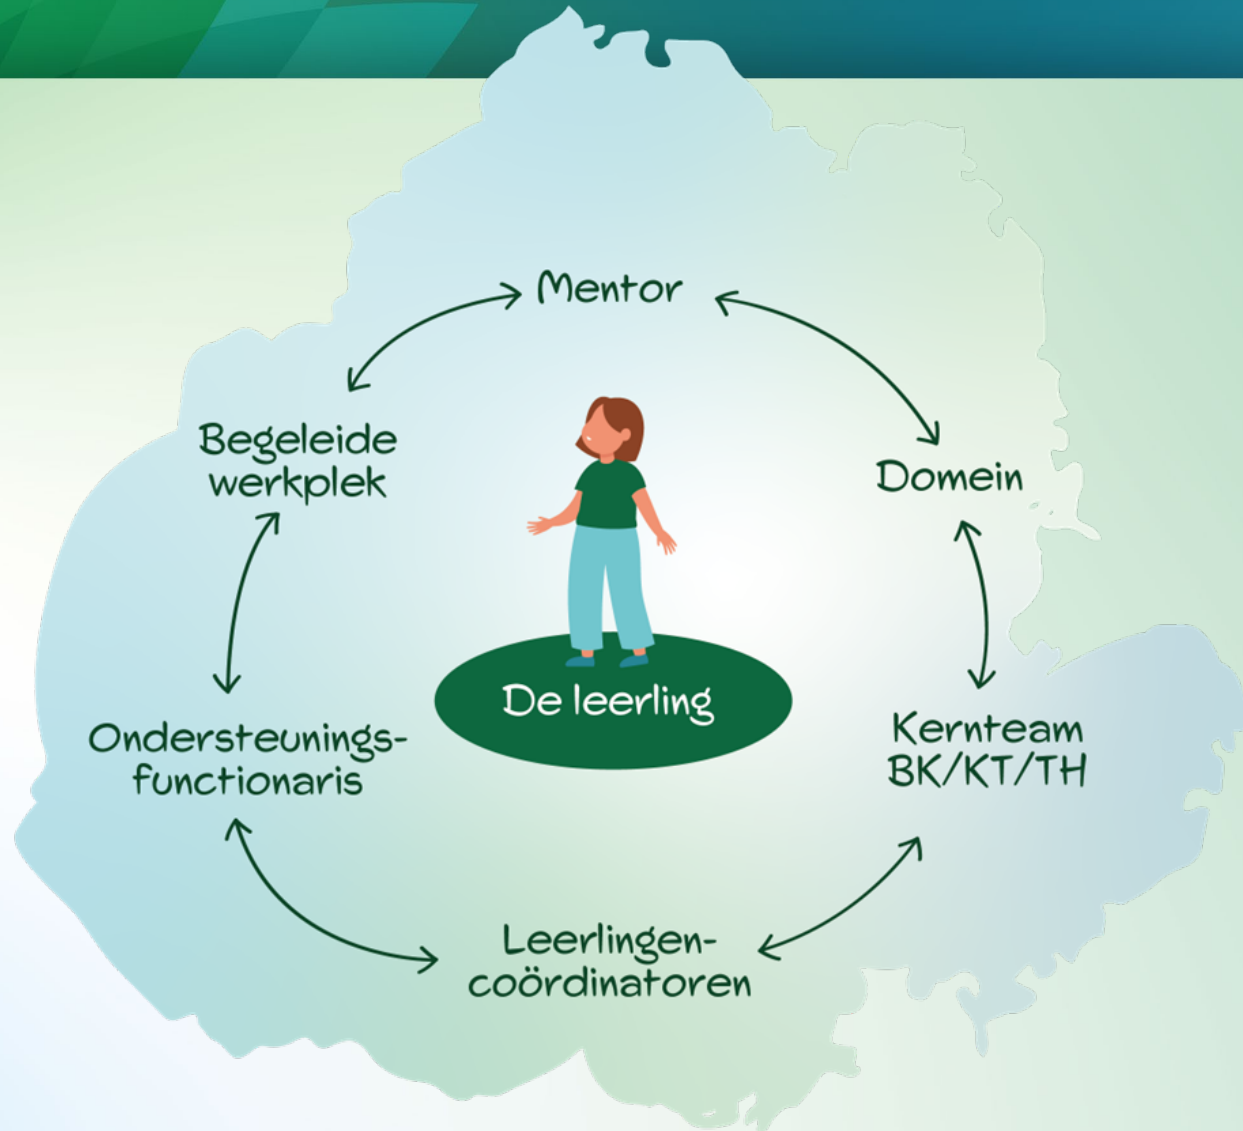 Mentor
Begeleide
werkplek
Domein
De leerling
Ondersteunings-
functionaris
Kernteam
BK/KT/TH
Leerlingen-
coördinatoren